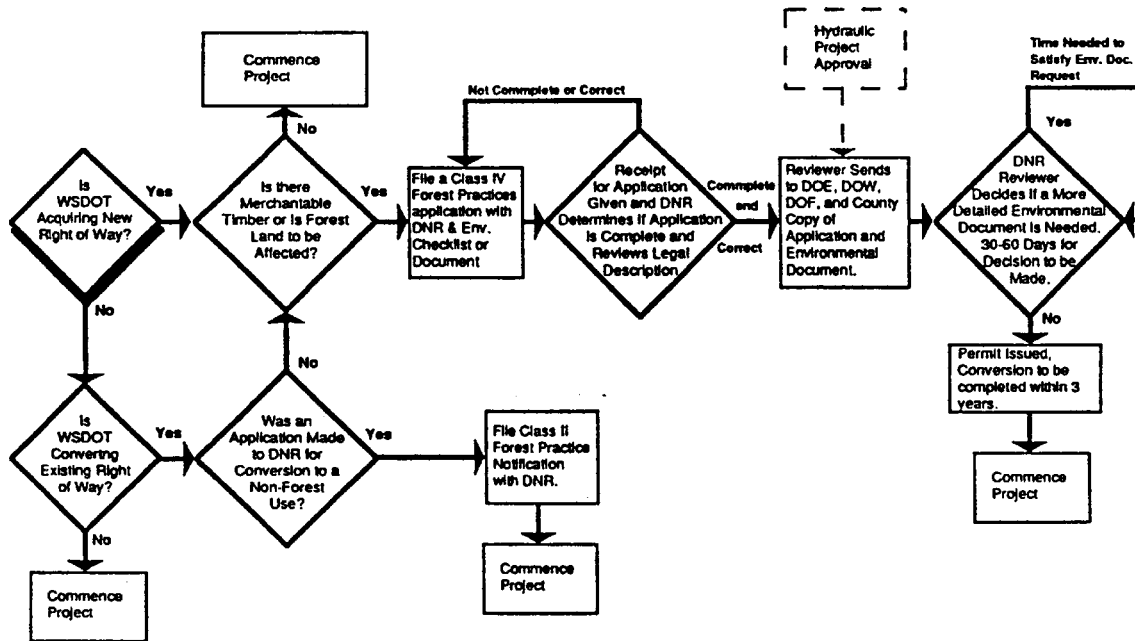 Commence
Project
No
Is
WSDOT
Acquiring New
Right of Way?
Yes
Is there
Merchantable
Timber or Is Forest
Land to be
Affected?
Yes
Not Commplete or Correct
File a Class IV
Forest Practices
application with
DNR & Env.
Checklist or
Document
Receipt
for Application
Given and DNR
Determines if Application
is Complete and
Reviews Legal
Description
Commplete
and
Correct
Hydraulic
Project
Approval
Reviewer Sends
to DOE, DOW,
DOF, and County
Copy of
Application and
Environmental
Document.
Time Needed to
Satisfy Env. Doc.
Request
Yes
DNR
Reviewer
Decides if a More
Detailed Environmental
Document is Needed.
30-60 Days for
Decision to be
Made.
No
Permit Issued,
Conversion to be
completed within 3
years.
Commence
Project
No
Is
WSDOT
Converting
Existing Right
of Way?
Yes
No
Was an
Application Made
to DNR for
Conversion to a
Non-Forest
Use?
Yes
File Class II
Forest Practice
Notification
with DNR.
Commence
Project
No
Commence
Project